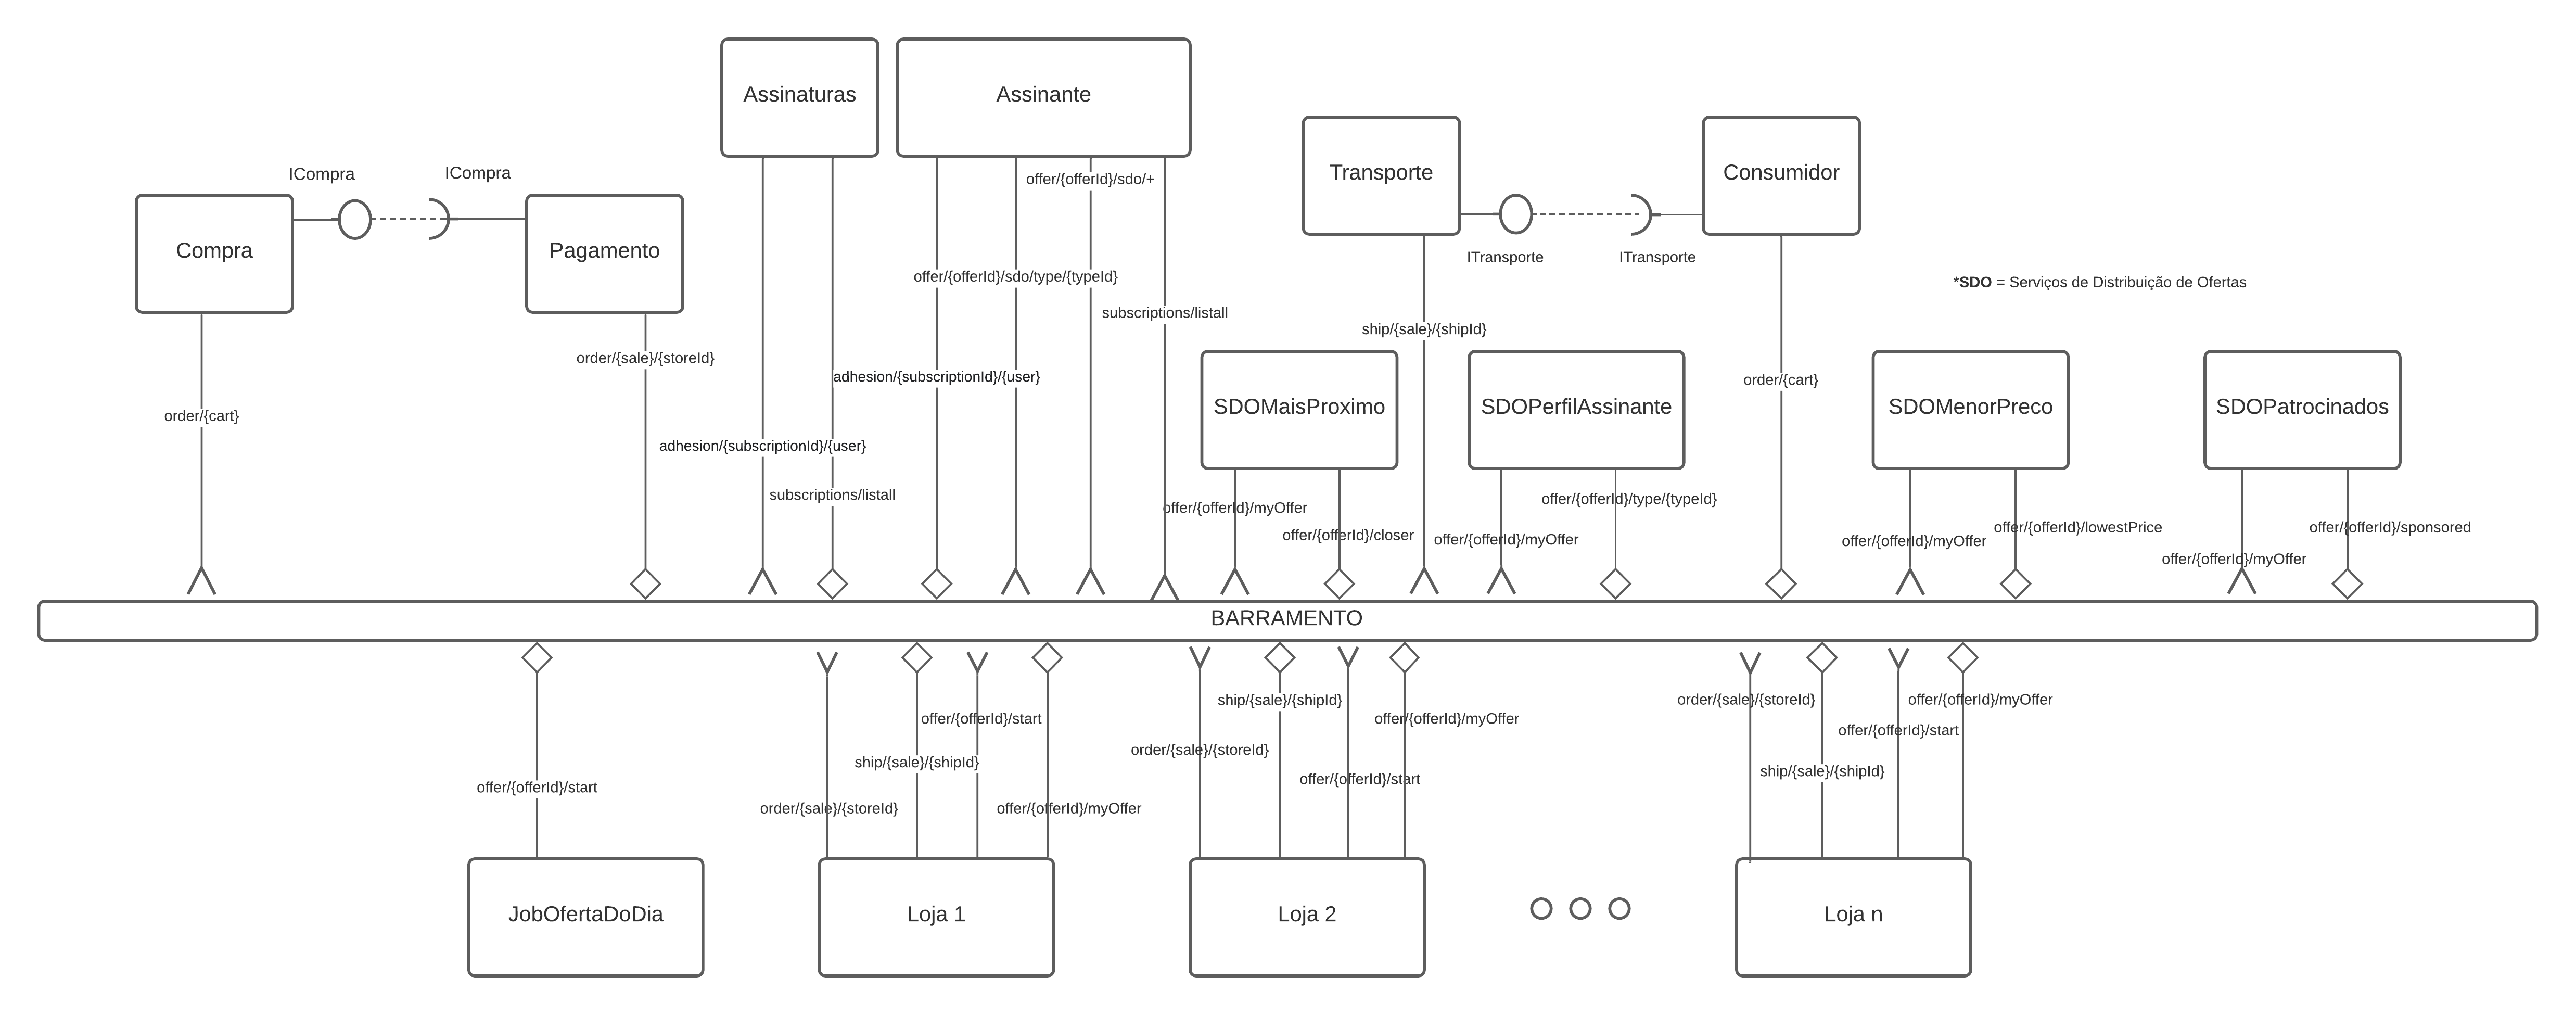 Assinaturas
Assinante
ICompra
ICompra
Compra
Pagamento
Transporte
Consumidor
offer/{offerId}/sdo/+
ITransporte
ITransporte
offer/{offerId}/sdo/type/{typeId}
*SDO = Serviços de Distribuição de Ofertas
subscriptions/listall
ship/{sale}/{shipId}
order/{sale}/{storeId}
adhesion/{subscriptionId}/{user}
order/{cart}
order/{cart}
SDOMaisProximo
SDOPerfilAssinante
SDOMenorPreco
SDOPatrocinados
adhesion/{subscriptionId}/{user}
subscriptions/listall
offer/{offerId}/myOffer
offer/{offerId}/type/{typeId}
offer/{offerId}/closer
offer/{offerId}/myOffer
offer/{offerId}/myOffer
offer/{offerId}/lowestPrice
offer/{offerId}/sponsored
offer/{offerId}/myOffer
BARRAMENTO
offer/{offerId}/start
ship/{sale}/{shipId}
offer/{offerId}/myOffer
order/{sale}/{storeId}
offer/{offerId}/myOffer
order/{sale}/{storeId}
offer/{offerId}/start
ship/{sale}/{shipId}
offer/{offerId}/start
ship/{sale}/{shipId}
offer/{offerId}/start
order/{sale}/{storeId}
offer/{offerId}/myOffer
JobOfertaDoDia
Loja 1
Loja 2
Loja n